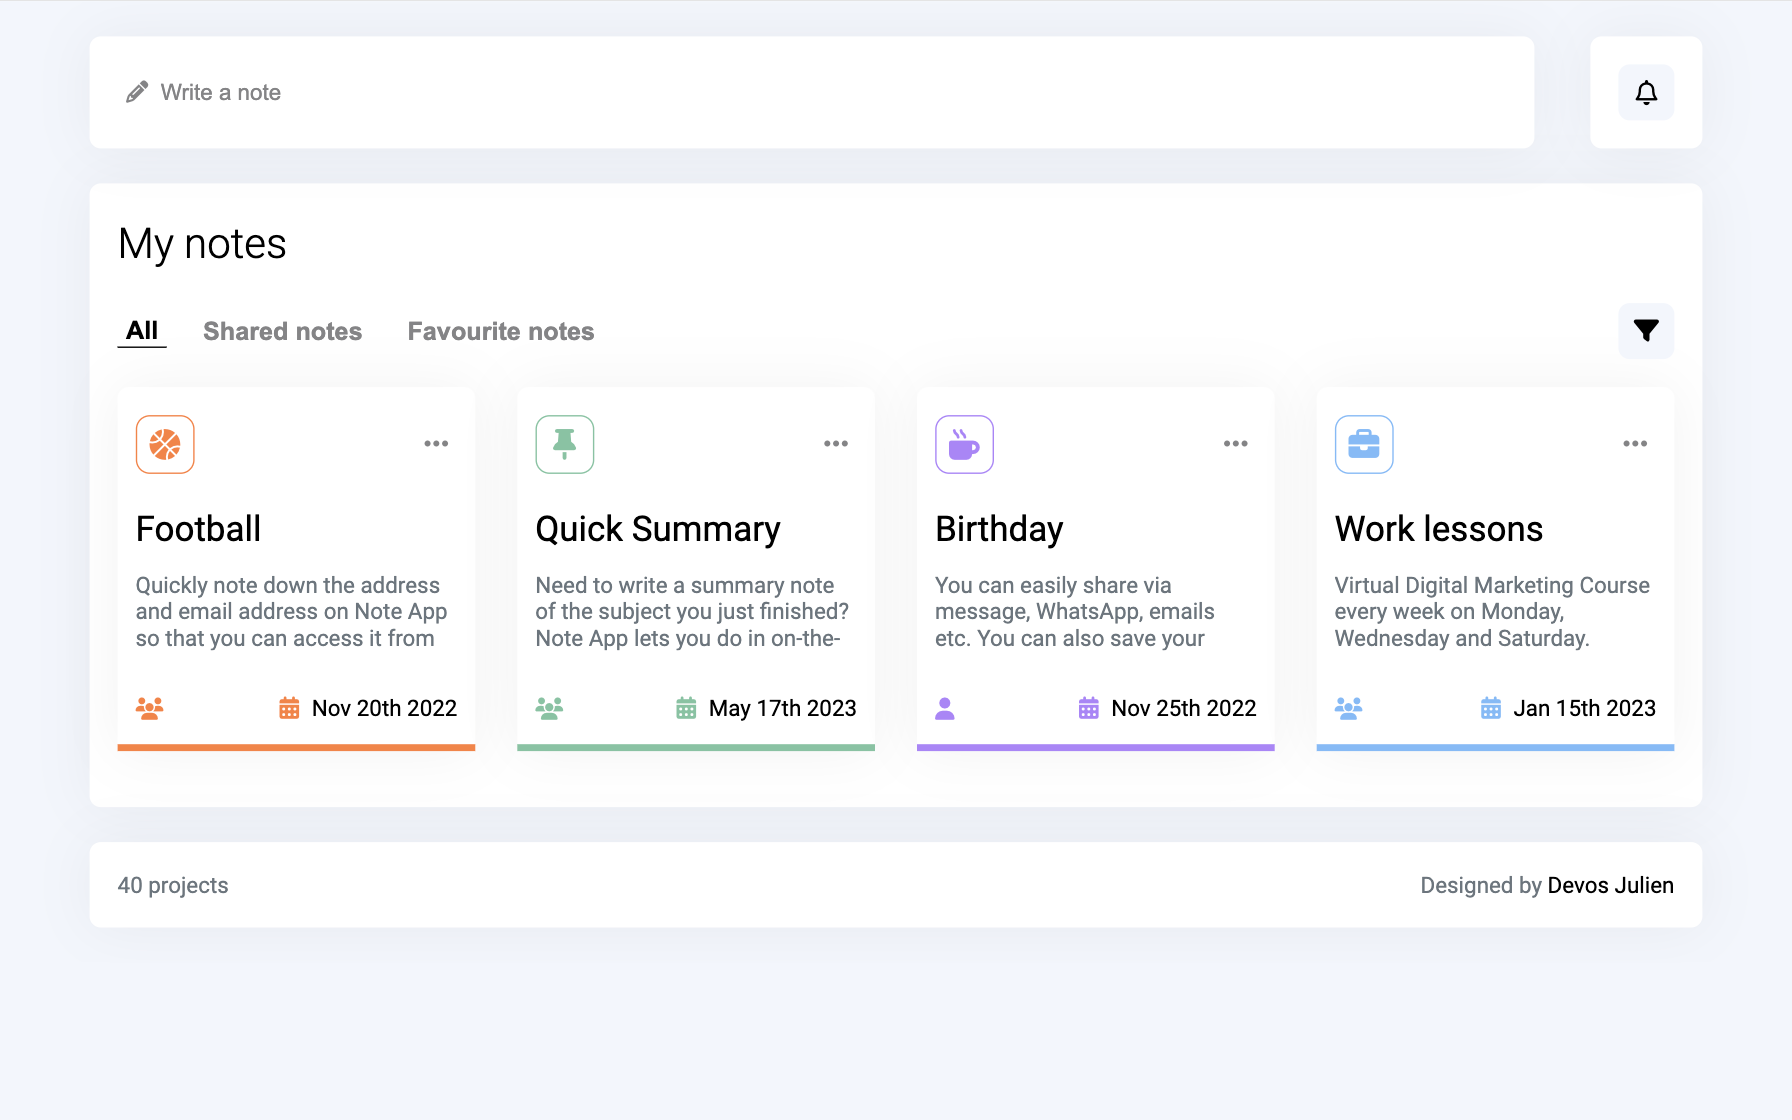 Write a note
My notes
All
Shared notes
Favourite notes
Football
Quickly note down the address
and email address on Note App
so that you can access it from
Nov 20th 2022
Quick Summary
Need to write a summary note
of the subject you just finished?
Note App lets you do in on-the-
May 17th 2023
Birthday
You can easily share via
message, WhatsApp, emails
etc. You can also save your
Nov 25th 2022
Work lessons
Virtual Digital Marketing Course
every week on Monday,
Wednesday and Saturday.
Jan 15th 2023
40 projects
Designed by Devos Julien